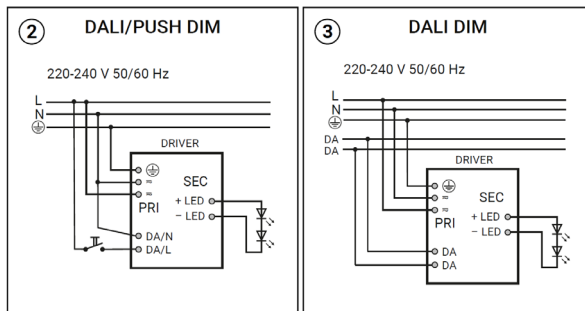 2 DALI/PUSH DIM
220-240 V 50/60 Hz
L
N
DRIVER
SEC
PRI
+ LED
− LED
DA/N
DA/L
3 DALI DIM
220-240 V 50/60 Hz
L
N
DA
DA
DRIVER
SEC
PRI
+ LED
− LED
DA
DA